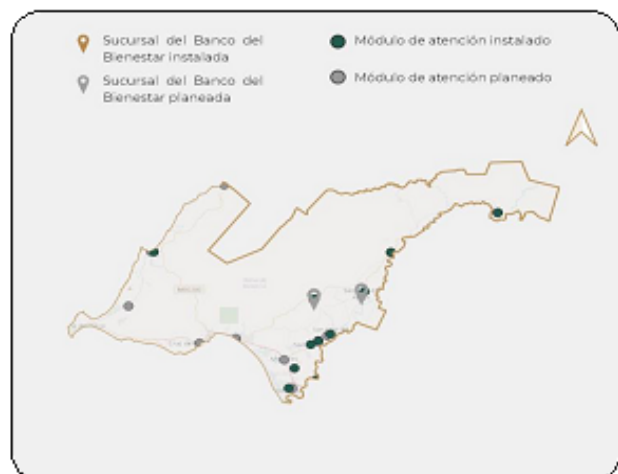 Sucursal del Banco del
Bienestar instalada
Sucursal del Banco del
Bienestar planeada
Módulo de atención instalado
Módulo de atención planeado